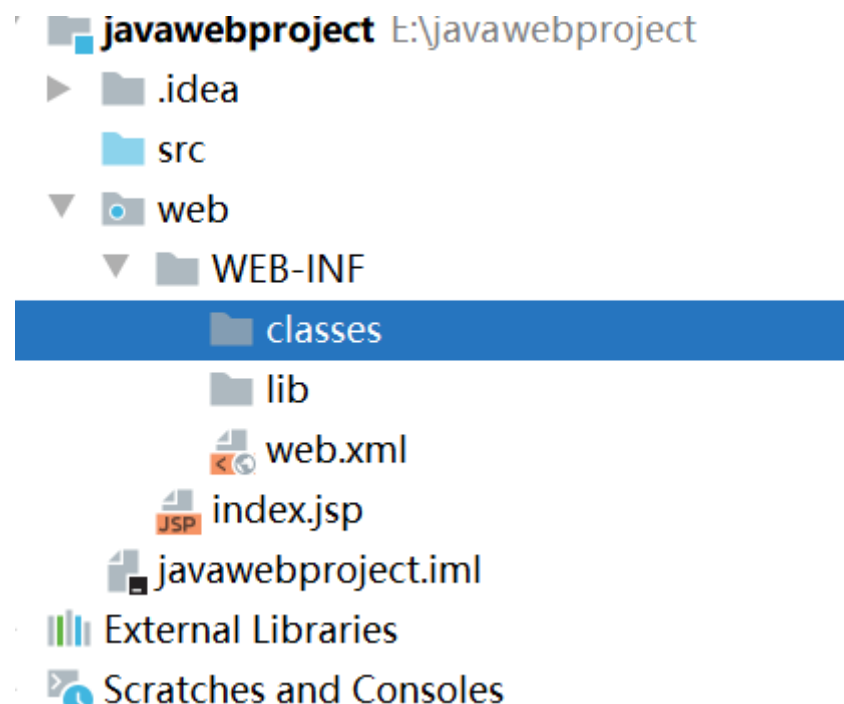 javawebproject E:\javawebproject
.idea
src
web
WEB-INF
classes
lib
web.xml
JSP index.jsp
javawebproject.iml
External Libraries
Scratches and Consoles